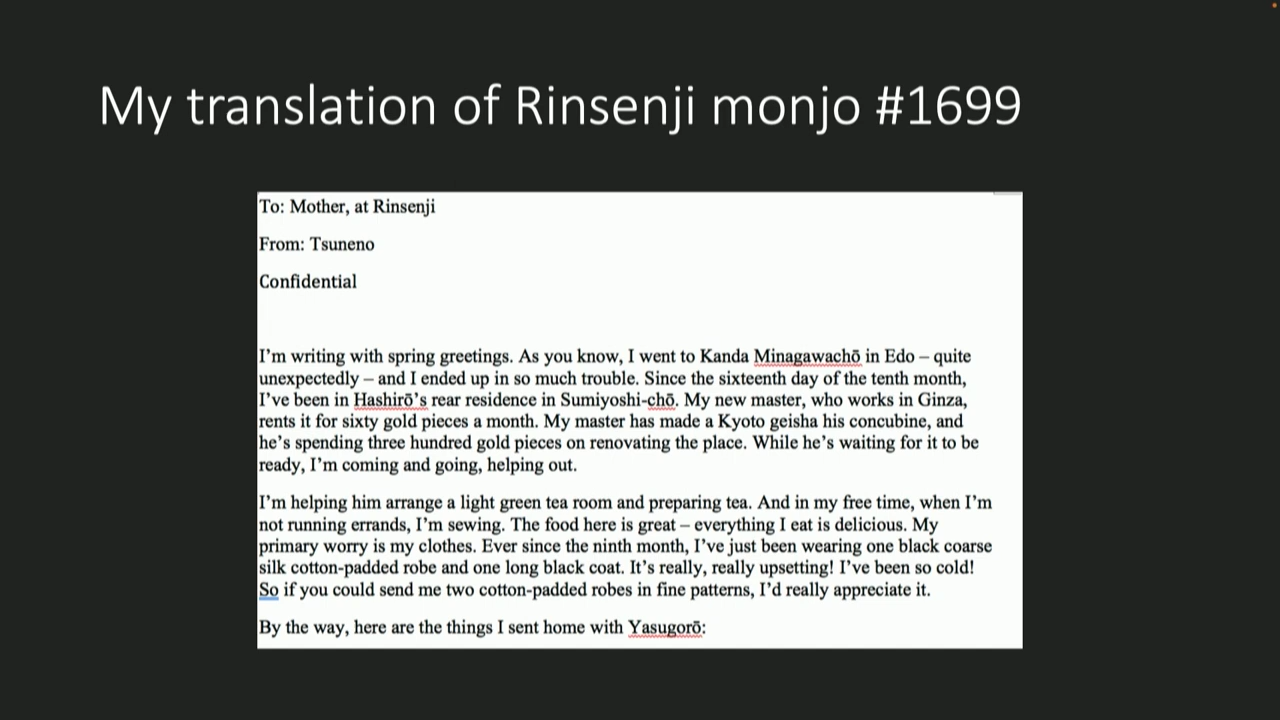 My translation of Rinsenji monjo #1699
To: Mother, at Rinsenji
From: Tsuneno
Confidential
I’m writing with spring greetings. As you know, I went to Kanda Minagawachō in Edo – quite
unexpectedly – and I ended up in so much trouble. Since the sixteenth day of the tenth month,
I’ve been in Hashirō’s rear residence in Sumiyoshi-chō. My new master, who works in Ginza,
rents it for sixty gold pieces a month. My master has made a Kyoto geisha his concubine, and
he’s spending three hundred gold pieces on renovating the place. While he’s waiting for it to be
ready, I’m coming and going, helping out.
I’m helping him arrange a light green tea room and preparing tea. And in my free time, when I’m
not running errands, I’m sewing. The food here is great – everything I eat is delicious. My
primary worry is my clothes. Ever since the ninth month, I’ve just been wearing one black coarse
silk cotton-padded robe and one long black coat. It’s really, really upsetting! I’ve been so cold!
So if you could send me two cotton-padded robes in fine patterns, I’d really appreciate it.
By the way, here are the things I sent home with Yasugorō: